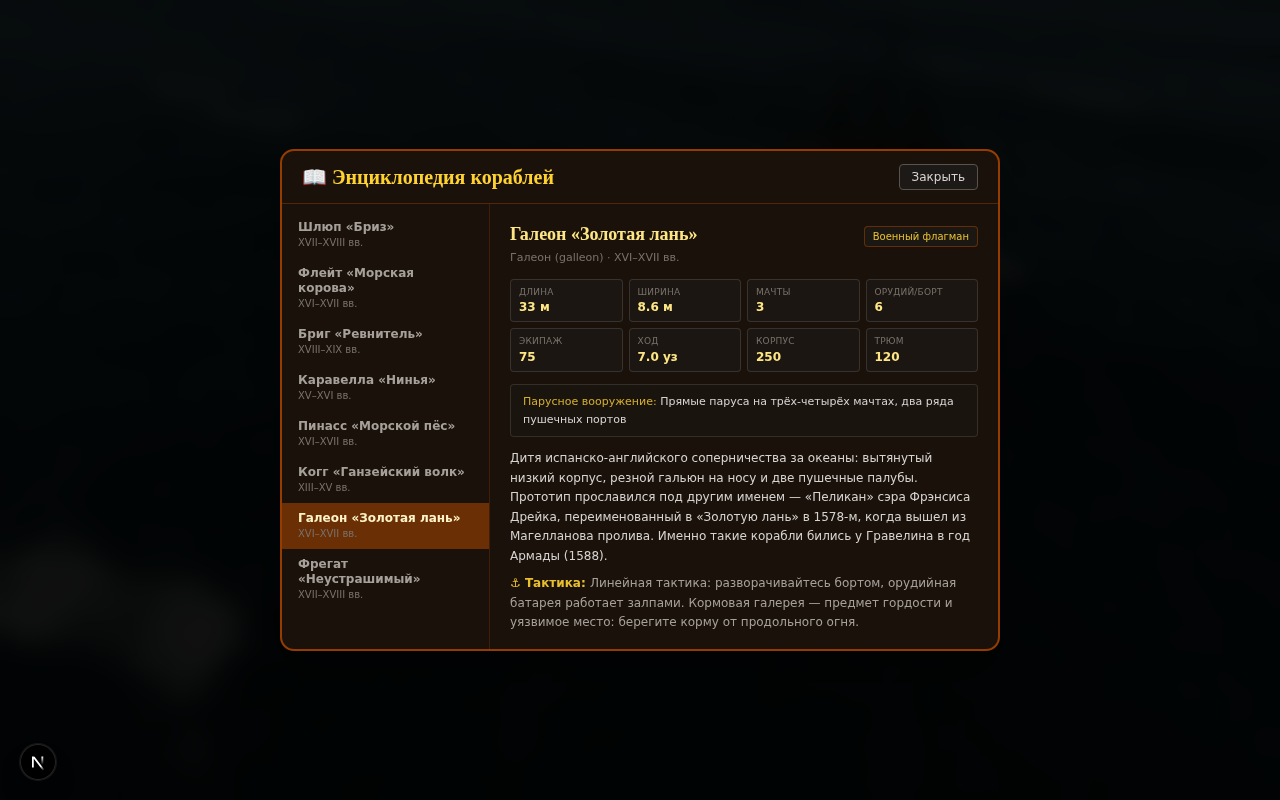 📖 Энциклопедия кораблей
Закрыть
Шлюп «Бриз»
XVII–XVIII вв.
Флейт «Морская
корова»
XVI–XVII вв.
Бриг «Ревнитель»
XVIII–XIX вв.
Каравелла «Нинья»
XV–XVI вв.
Пинасс «Морской пёс»
XVI–XVII вв.
Когг «Ганзейский волк»
XIII–XV вв.
Галеон «Золотая лань»
XVI–XVII вв.
Фрегат
«Неустрашимый»
XVII–XVIII вв.
Галеон «Золотая лань»
Военный флагман
Галеон (galleon) · XVI–XVII вв.
ДЛИНА
33 м
ШИРИНА
8.6 м
МАЧТЫ
3
ОРУДИЙ/БОРТ
6
ЭКИПАЖ
75
ХОД
7.0 уз
КОРПУС
250
ТРЮМ
120
Парусное вооружение: Прямые паруса на трёх-четырёх мачтах, два ряда
пушечных портов
Дитя испанско-английского соперничества за океаны: вытянутый
низкий корпус, резной гальюн на носу и две пушечные палубы.
Прототип прославился под другим именем — «Пеликан» сэра Фрэнсиса
Дрейка, переименованный в «Золотую лань» в 1578-м, когда вышел из
Магелланова пролива. Именно такие корабли бились у Гравелина в год
Армады (1588).
⚓ Тактика: Линейная тактика: разворачивайтесь бортом, орудийная
батарея работает залпами. Кормовая галерея — предмет гордости и
уязвимое место: берегите корму от продольного огня.
N